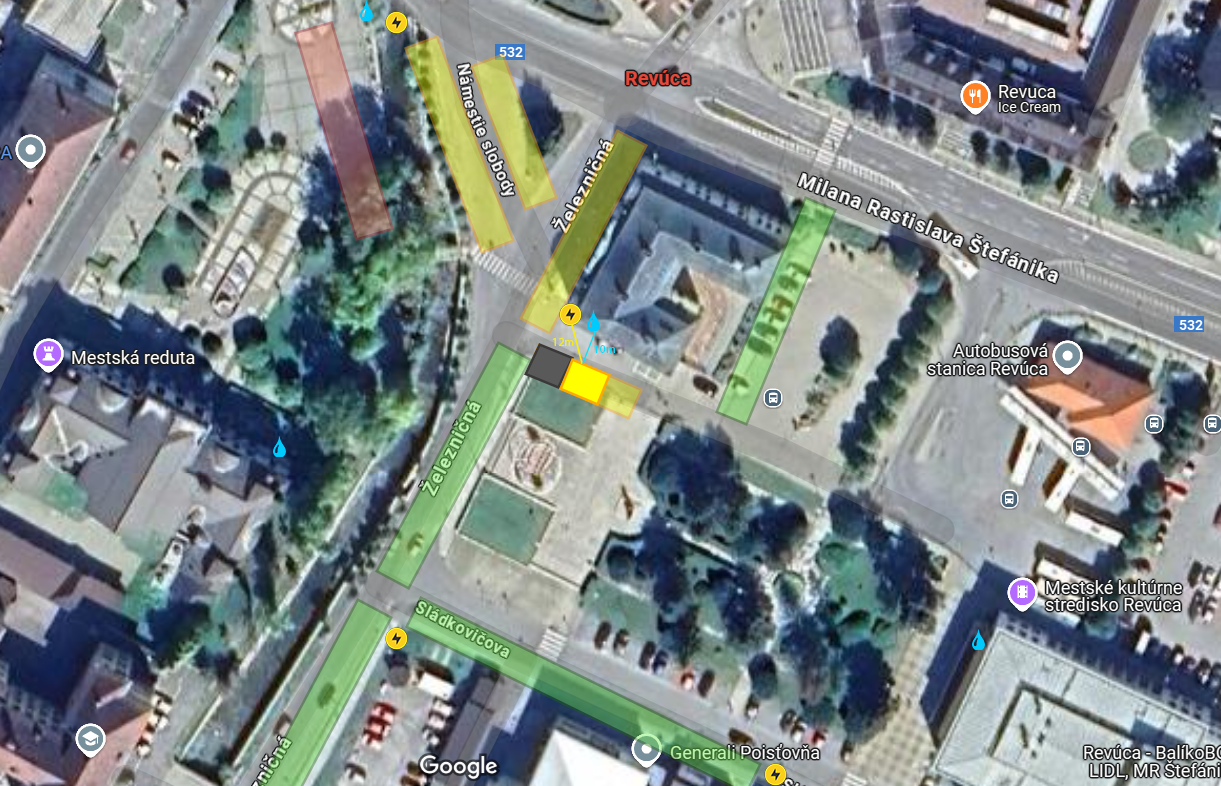 532
Revúca
Námestie slobody
Revuca
Ice Cream
A
Železničná
Milana Rastislava Štefánika
532
12m
10m
Mestská reduta
Autobusová
stanica Revúca
Železničná
Mestské kultúrne
stredisko Revúca
Sládkovičova
zničná
Generali Poisťovňa
Google
Revúca - BalíkoBO
LIDL, MR Štefáni